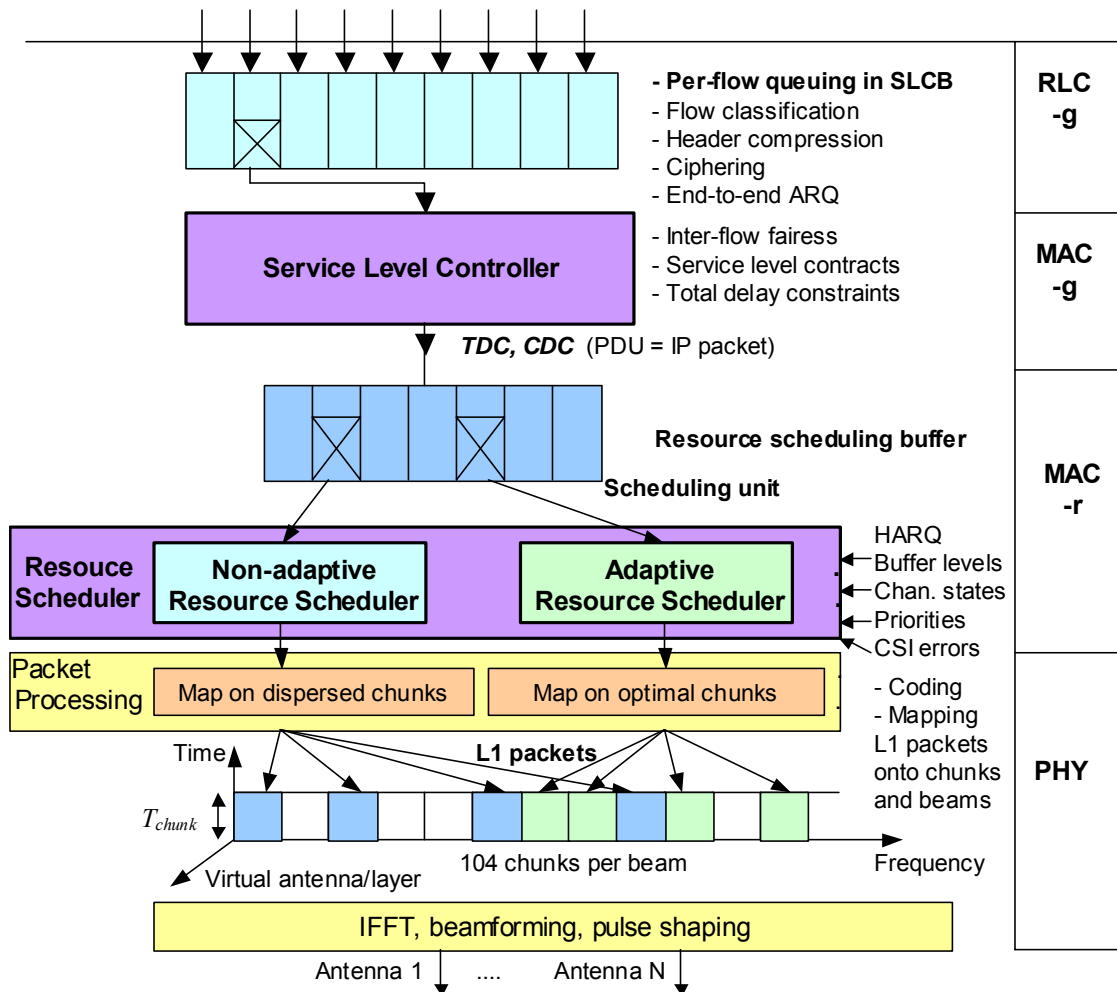 - Per-flow queuing in SLCB
- Flow classification
- Header compression
- Ciphering
- End-to-end ARQ
RLC
-g
Service Level Controller
- Inter-flow fairess
- Service level contracts
- Total delay constraints
MAC
-g
TDC, CDC (PDU = IP packet)
Resource scheduling buffer
Scheduling unit
MAC
-r
Resouce
Scheduler
Non-adaptive
Resource Scheduler
Adaptive
Resource Scheduler
HARQ
Buffer levels
Chan. states
Priorities
CSI errors
Packet
Processing
Map on dispersed chunks
Map on optimal chunks
- Coding
- Mapping
L1 packets
onto chunks
and beams
PHY
Time
L1 packets
Tchunk
104 chunks per beam
Frequency
Virtual antenna/layer
IFFT, beamforming, pulse shaping
Antenna 1 .... Antenna N